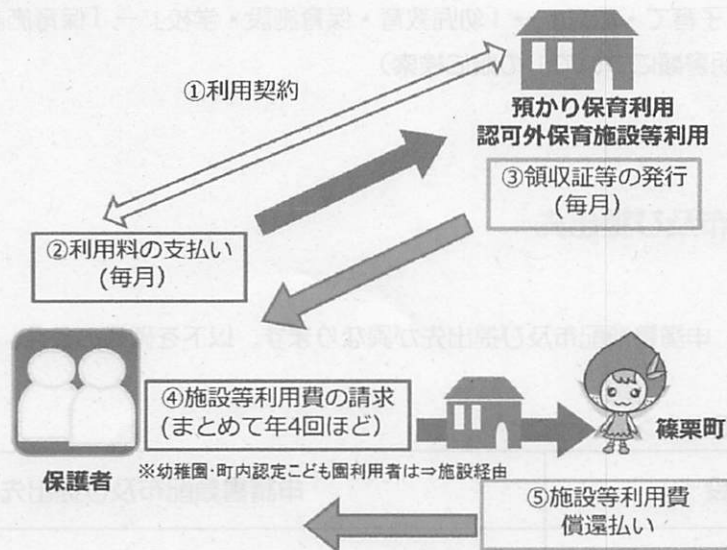 ①利用契約
預かり保育利用
認可外保育施設等利用
③領収証等の発行
(毎月)
②利用料の支払い
(毎月)
④施設等利用費の請求
(まとめて年4回ほど)
篠栗町
保護者
※幼稚園・町内認定こども園利用者は⇒施設経由
⑤施設等利用費
償還払い